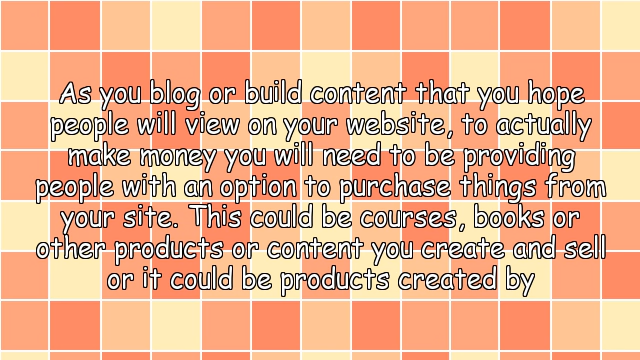 As you blog or build content that you hope
people will view on your website, to actually
make money you will need to be providing
people with an option to purchase things from
your site. This could be courses, books or
other products or content you create and sell
or it could be products created by